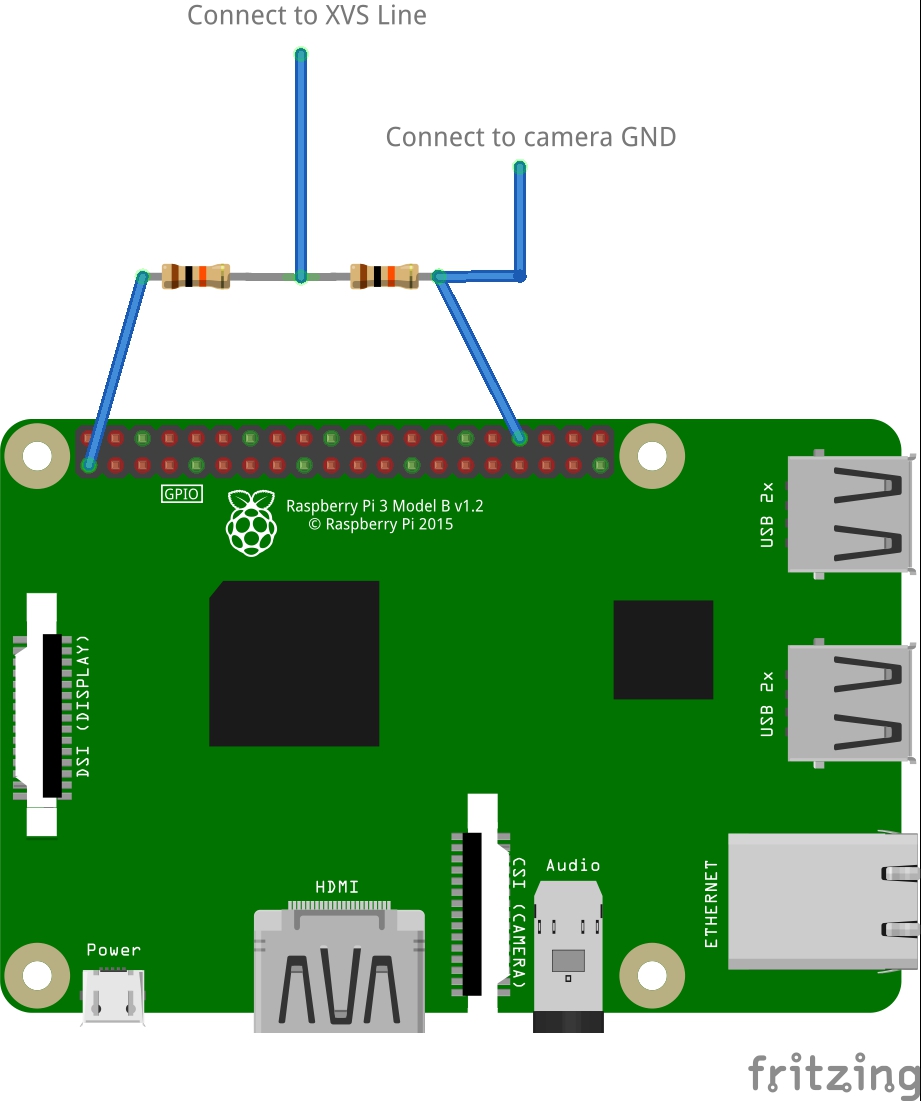 Connect to XVS Line
Connect to camera GND
GPIO
Raspberry Pi 3 Model B v1.2
© Raspberry Pi 2015
USB 2x
DSI (DISPLAY)
USB 2x
CSI (CAMERA)
Audio
ETHERNET
HDMI
Power
fritzing